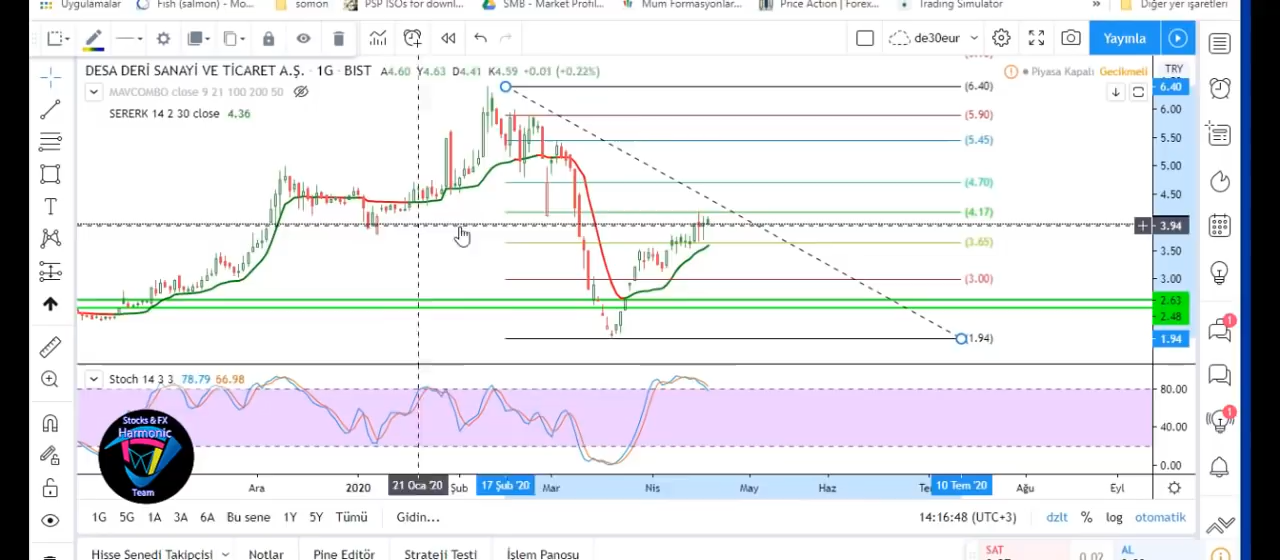 Uygulamalar Fish (salmon) - Mo... somon PSP ISOs for downl... SMB - Market Profil... Mum Formasyonlar... Price Action | Forex... Trading Simulator » Diğer yer işaretleri
de30eur Yayınla
DESA DERİ SANAYİ VE TİCARET A.Ş. · 1G · BIST A4.60 Y4.63 D4.41 K4.59 +0.01 (+0.22%) Piyasa Kapalı Gecikmeli TRY
MAVCOMBO close 9 21 100 200 50
SERERK 14 2 30 close 4.36
(6.40) 6.40
6.00
(5.90)
5.50
(5.45)
5.00
(4.70)
4.50
(4.17)
3.94
(3.65) 3.50
(3.00) 3.00
2.63
2.48
(1.94) 1.94
Stoch 14 3 3 78.79 66.98
80.00
40.00
0.00
Stocks & FX
Harmonic
Team
Ara 2020 21 Oca '20 Şub 17 Şub '20 Mar Nis May Haz 10 Tem '20 Ağu Eyl
1G 5G 1A 3A 6A Bu sene 1Y 5Y Tümü Gidin... 14:16:48 (UTC+3) dzlt % log otomatik
Hisse Senedi Takipçisi Notlar Pine Editör Strateji Testi İşlem Panosu
SAT 0.02 AL
1
1